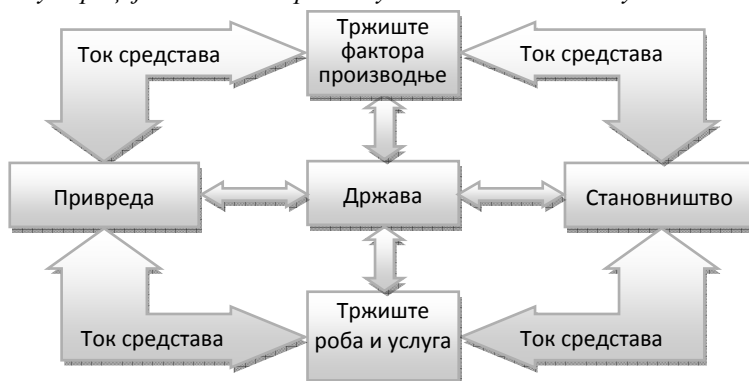 Тржиште
фактора
производње
Ток средстава
Ток средстава
Привреда
Држава
Становништво
Ток средстава
Тржиште
роба и услуга
Ток средстава